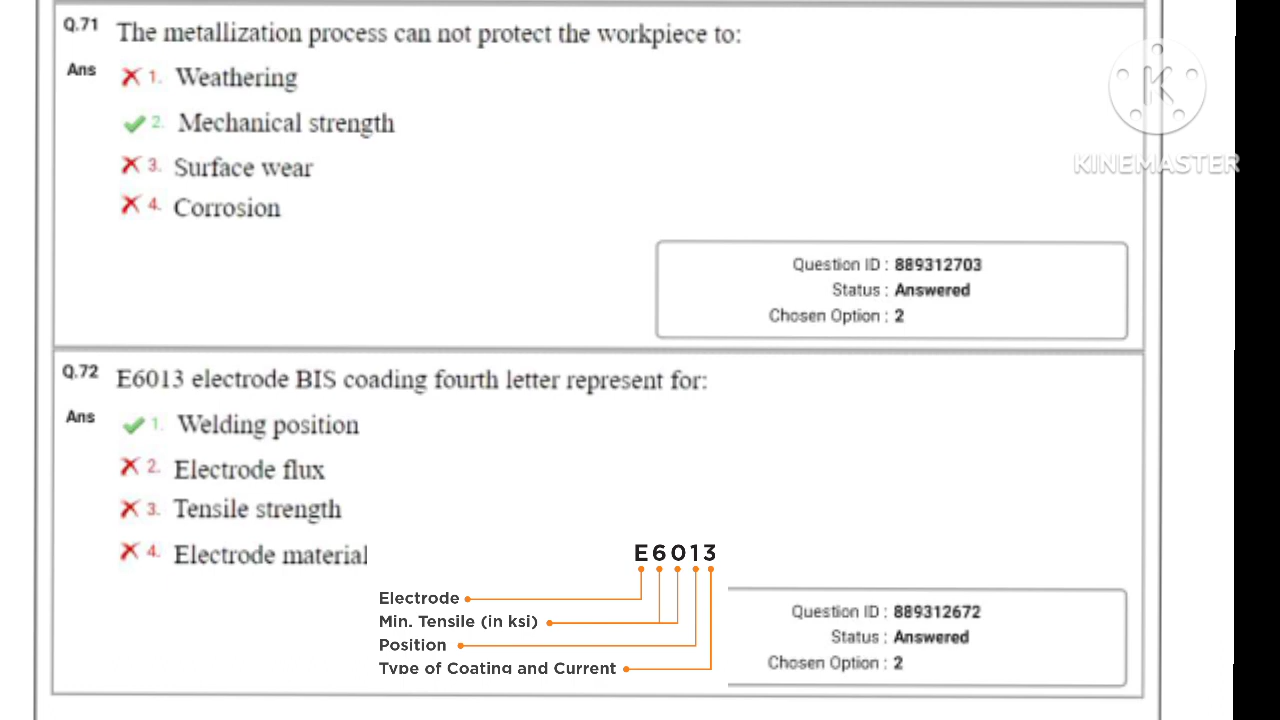 Q.71 The metallization process can not protect the workpiece to:
Ans 1. Weathering
2. Mechanical strength
3. Surface wear
4. Corrosion
K
KINEMASTER
Question ID : 889312703
Status : Answered
Chosen Option : 2
Q.72 E6013 electrode BIS coading fourth letter represent for:
Ans 1. Welding position
2. Electrode flux
3. Tensile strength
4. Electrode material
E6013
Electrode
Min. Tensile (in ksi)
Position
Type of Coating and Current
Question ID : 889312672
Status : Answered
Chosen Option : 2